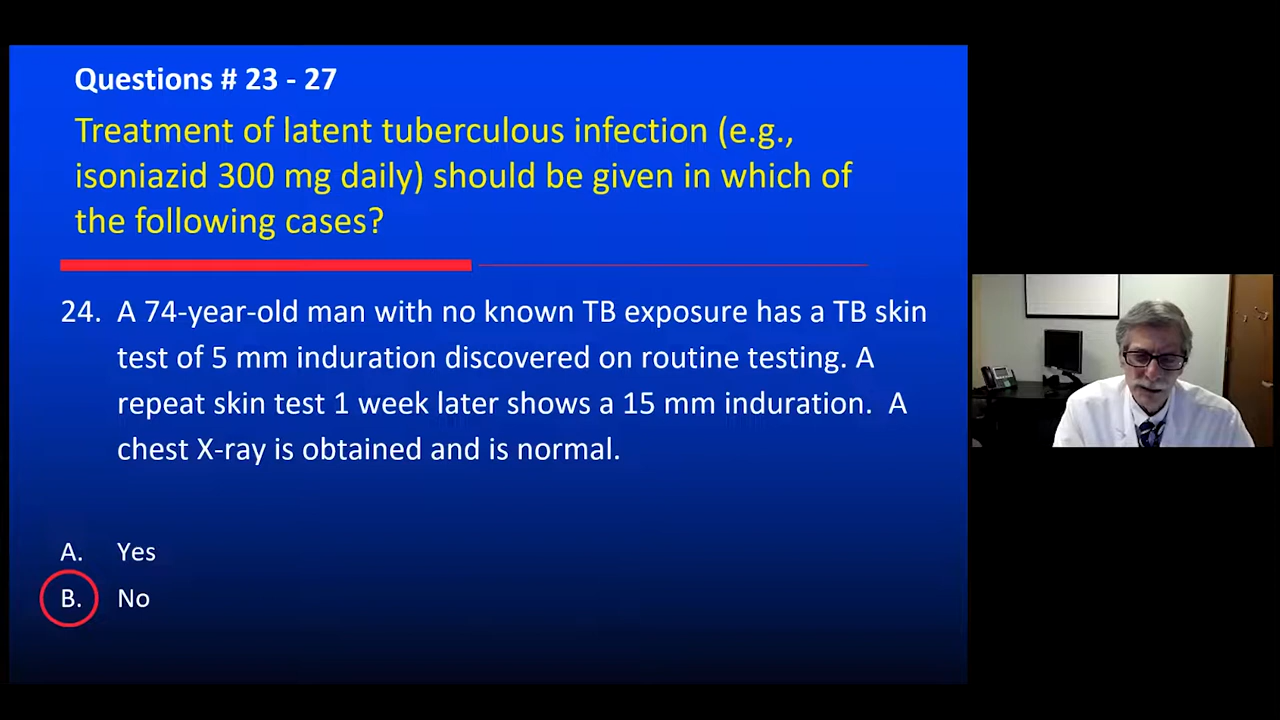 Questions # 23 - 27
Treatment of latent tuberculous infection (e.g.,
isoniazid 300 mg daily) should be given in which of
the following cases?
24. A 74-year-old man with no known TB exposure has a TB skin
test of 5 mm induration discovered on routine testing. A
repeat skin test 1 week later shows a 15 mm induration. A
chest X-ray is obtained and is normal.
A. Yes
B. No